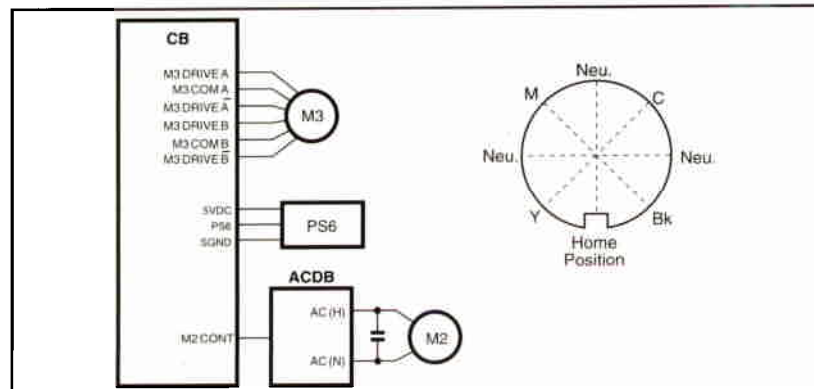 CB
M3 DRIVE A
M3 COM A
M3 DRIVE A̅
M3 DRIVE B
M3 COM B
M3 DRIVE B̅
M3
5VDC
PS6
SGND
PS6
ACDB
M2 CONT
AC (H)
AC (N)
M2
Neu.
M
C
Neu.
Neu.
Y
Bk
Home
Position